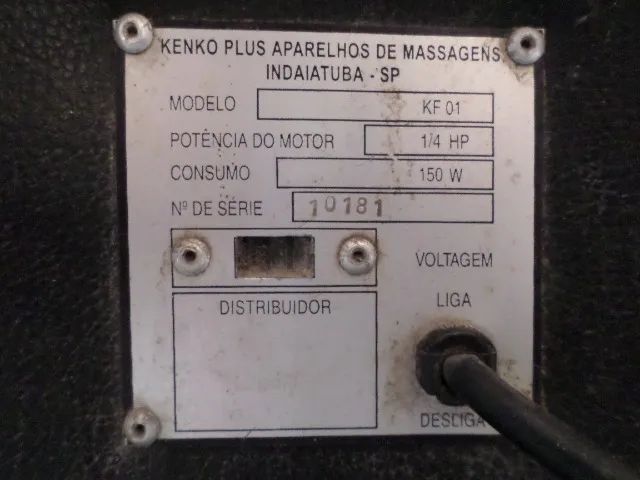 KENKO PLUS APARELHOS DE MASSAGENS
INDAIATUBA - SP
MODELO KF 01
POTÊNCIA DO MOTOR 1/4 HP
CONSUMO 150 W
Nº DE SÉRIE 10181
VOLTAGEM
DISTRIBUIDOR
LIGA
DESLIGA